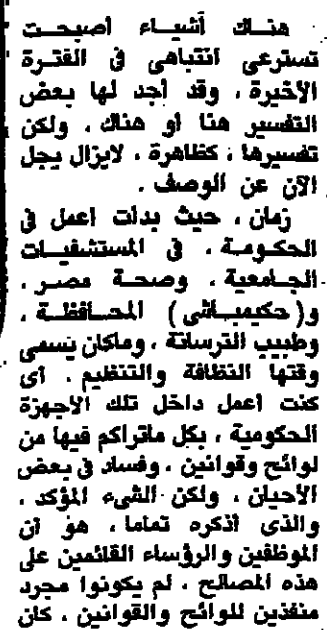 هنــاك أشيــاء أصبحــت
تسترعى انتباهى فى الفترة
الأخيرة ، وقد أجد لها بعض
التفسير هنا أو هناك . ولكن
تفسيرها ، كظاهرة ، لايزال يجل
الآن عن الوصف .
زمان ، حيث بدأت أعمل فى
الحكومة . فى المستشفيات
الجامعية . وصحة مصر .
و ( حكيمباشى ) المحافظة ،
وطبيب الترسانة ، وماكان يسمى
وقتها النظافة والتنظيم . أى
كنت أعمل داخل تلك الأجهزة
الحكومية ، بكل ماتراكم فيها من
لوائح وقوانين . وفساد فى بعض
الأحيان . ولكن الشىء المؤكد .
والذى أذكره تماما ، هو أن
الموظفين والرؤساء القائمين على
هذه المصالح . لم يكونوا مجرد
منفذين للوائح والقوانين . كان